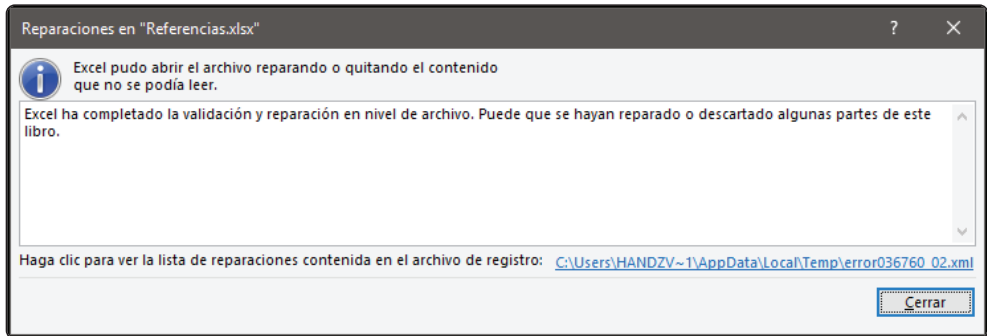 Reparaciones en "Referencias.xlsx"
?
Excel pudo abrir el archivo reparando o quitando el contenido
que no se podía leer.
Excel ha completado la validación y reparación en nivel de archivo. Puede que se hayan reparado o descartado algunas partes de este
libro.
Haga clic para ver la lista de reparaciones contenida en el archivo de registro: C:\Users\HANDZV~1\AppData\Local\Temp\error036760_02.xml
Cerrar